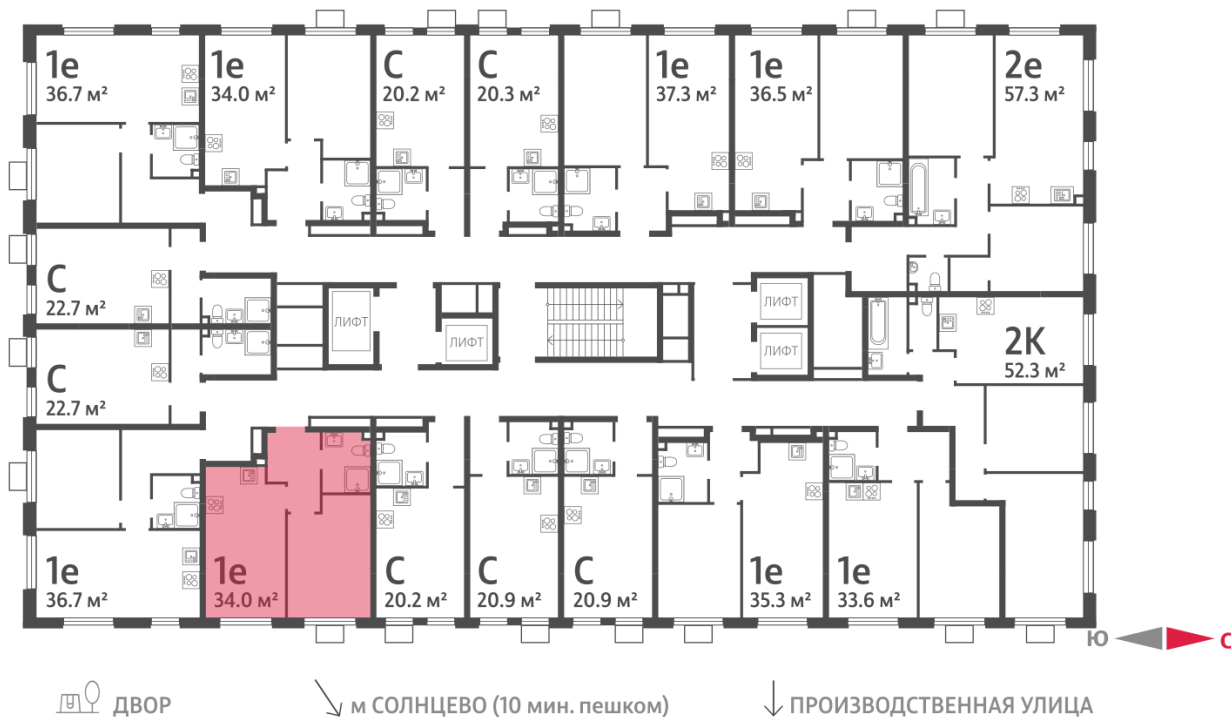 1е
36.7 м²
1е
34.0 м²
С
20.2 м²
С
20.3 м²
1е
37.3 м²
1е
36.5 м²
2е
57.3 м²
С
22.7 м²
ЛИФТ
ЛИФТ
ЛИФТ
ЛИФТ
2К
52.3 м²
С
22.7 м²
1е
36.7 м²
1е
34.0 м²
С
20.2 м²
С
20.9 м²
С
20.9 м²
1е
35.3 м²
1е
33.6 м²
Ю
С
ДВОР
м СОЛНЦЕВО (10 мин. пешком)
ПРОИЗВОДСТВЕННАЯ УЛИЦА